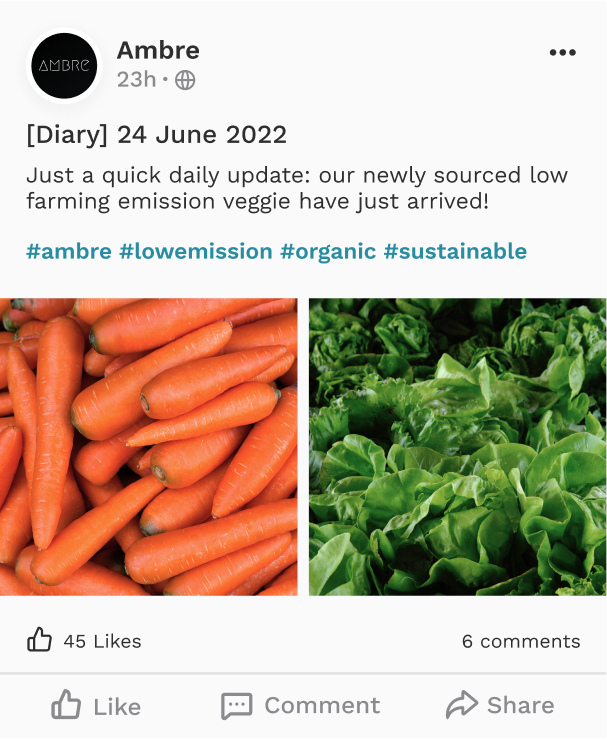 AMBRE
Ambre
23h •
[Diary] 24 June 2022
Just a quick daily update: our newly sourced low
farming emission veggie have just arrived!
#ambre #lowemission #organic #sustainable
45 Likes
6 comments
Like
Comment
Share